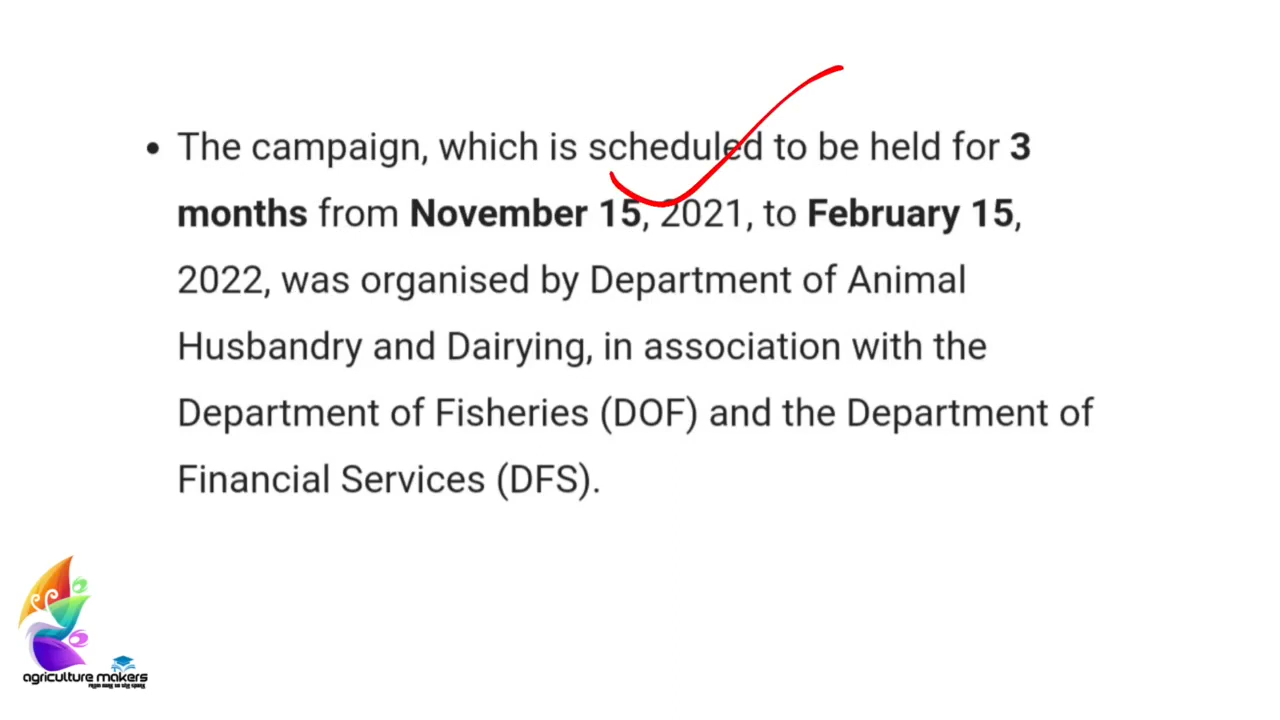 • The campaign, which is scheduled to be held for 3
months from November 15, 2021, to February 15,
2022, was organised by Department of Animal
Husbandry and Dairying, in association with the
Department of Fisheries (DOF) and the Department of
Financial Services (DFS).
agriculture makers